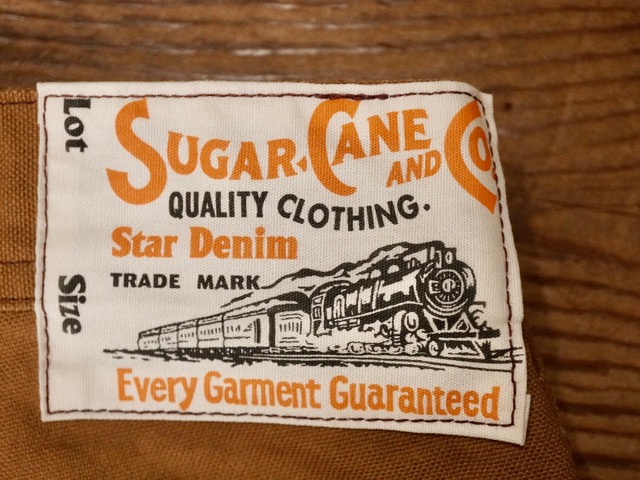 Lot
Size
SUGAR CANE AND CO
QUALITY CLOTHING.
Star Denim
TRADE MARK
Every Garment Guaranteed